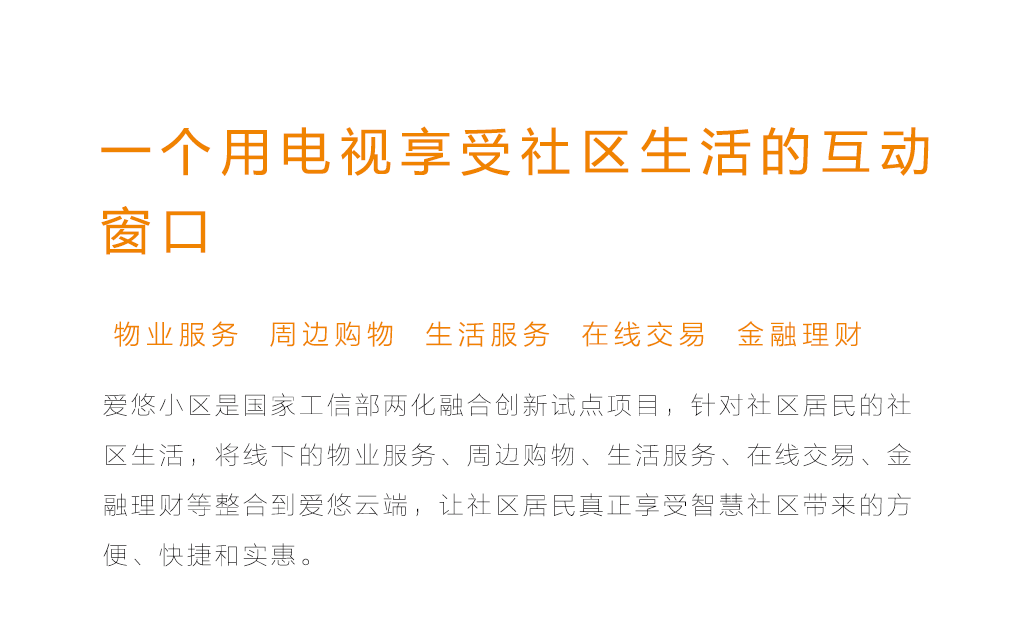 一个用电视享受社区生活的互动
窗口
物业服务 周边购物 生活服务 在线交易 金融理财
爱悠小区是国家工信部两化融合创新试点项目，针对社区居民的社
区生活，将线下的物业服务、周边购物、生活服务、在线交易、金
融理财等整合到爱悠云端，让社区居民真正享受智慧社区带来的方
便、快捷和实惠。